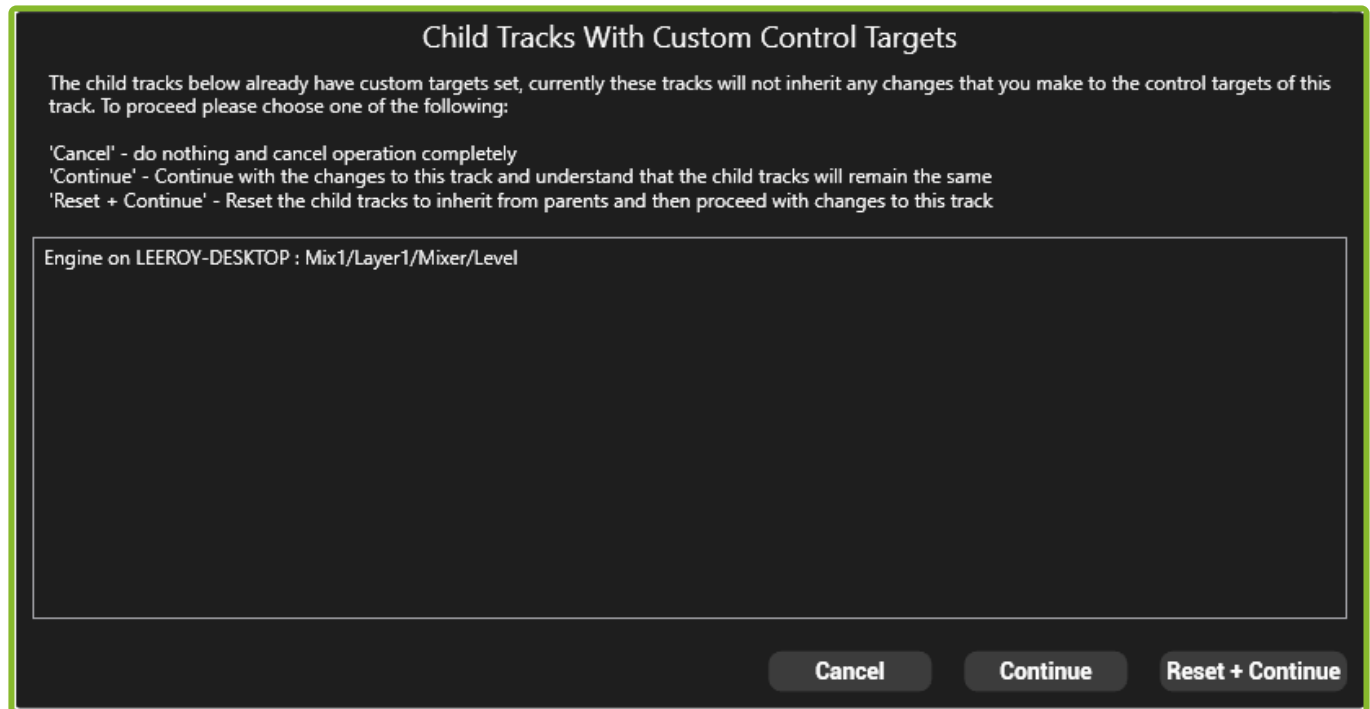 Child Tracks With Custom Control Targets
The child tracks below already have custom targets set, currently these tracks will not inherit any changes that you make to the control targets of this
track. To proceed please choose one of the following:
'Cancel' - do nothing and cancel operation completely
'Continue' - Continue with the changes to this track and understand that the child tracks will remain the same
'Reset + Continue' - Reset the child tracks to inherit from parents and then proceed with changes to this track
Engine on LEEROY-DESKTOP : Mix1/Layer1/Mixer/Level
Cancel Continue Reset + Continue